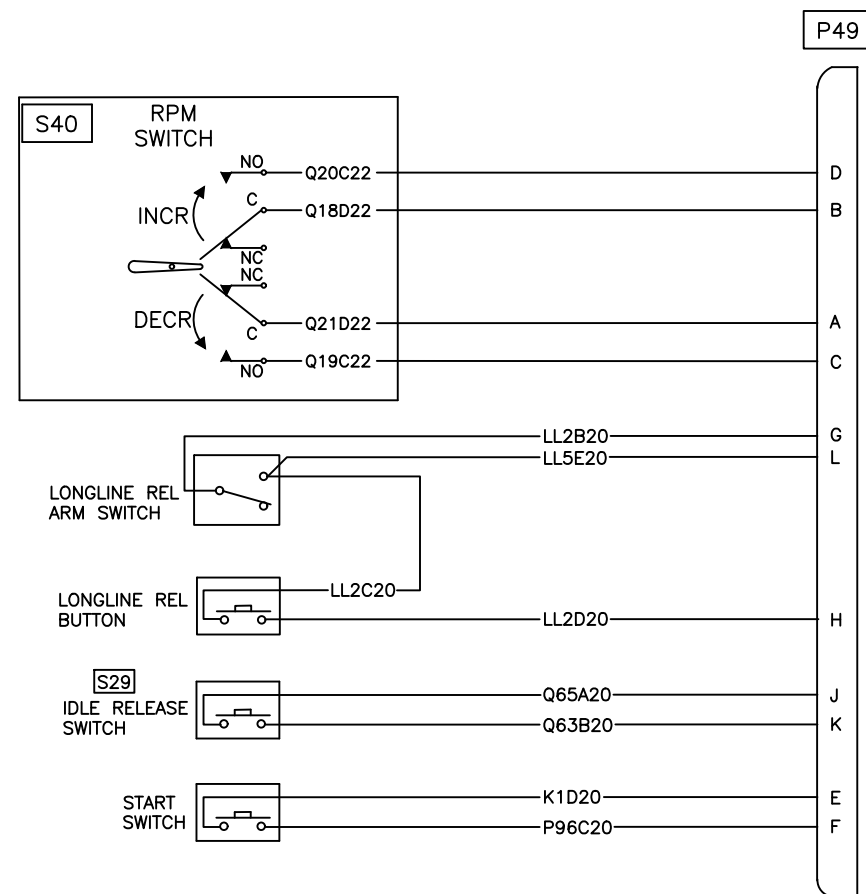 P49
S40
RPM
SWITCH
NO
Q20C22
D
C
Q18D22
B
INCR
NC
NC
DECR
Q21D22
A
C
Q19C22
C
NO
LL2B20
G
LL5E20
L
LONGLINE REL
ARM SWITCH
LL2C20
LONGLINE REL
BUTTON
LL2D20
H
S29
IDLE RELEASE
SWITCH
Q65A20
J
Q63B20
K
START
SWITCH
K1D20
E
P96C20
F